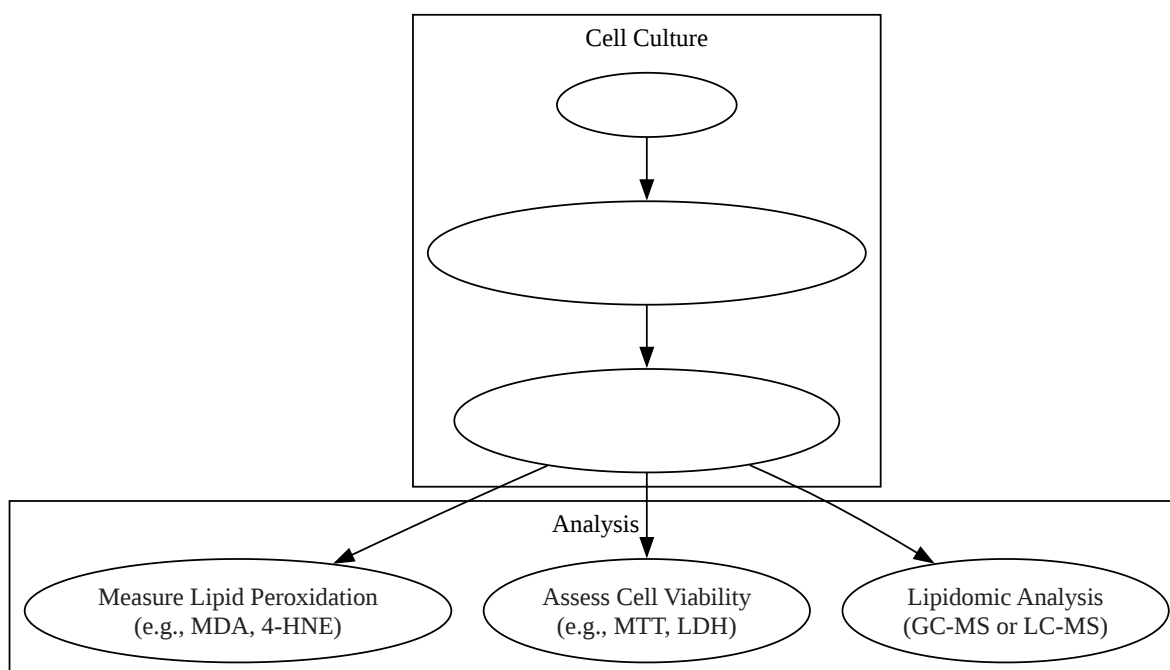 Cell Culture
Analysis
Measure Lipid Peroxidation
(e.g., MDA, 4-HNE)
Assess Cell Viability
(e.g., MTT, LDH)
Lipidomic Analysis
(GC-MS or LC-MS)